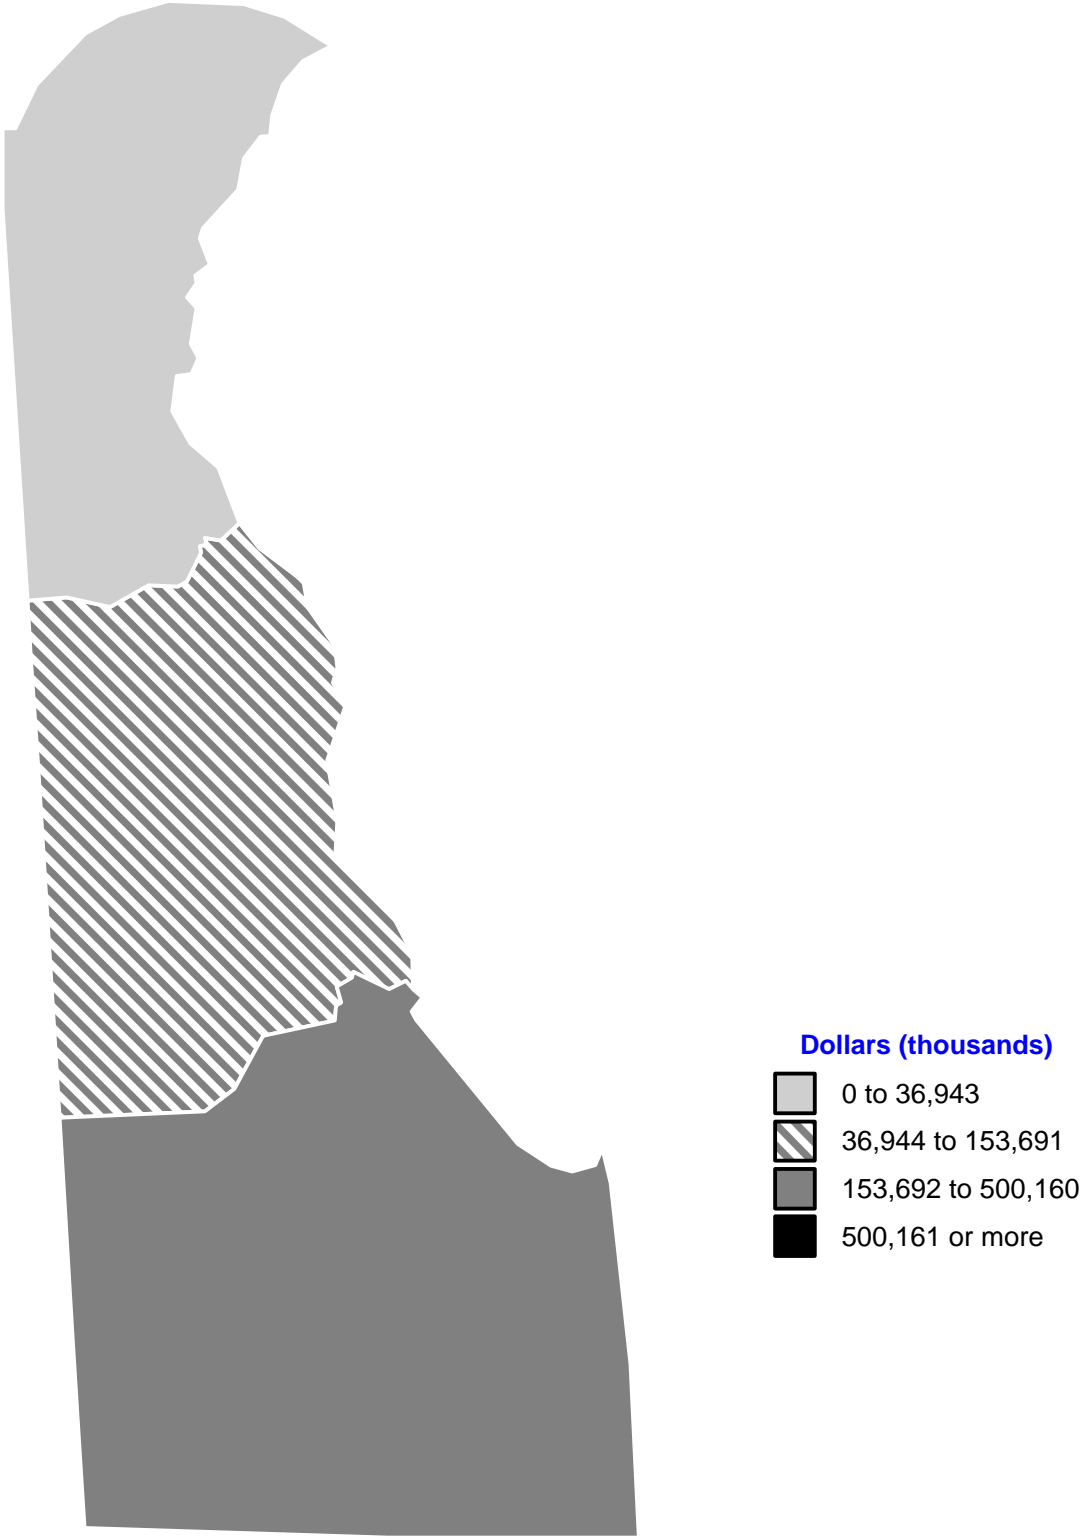 Dollars (thousands)
0 to 36,943
36,944 to 153,691
153,692 to 500,160
500,161 or more